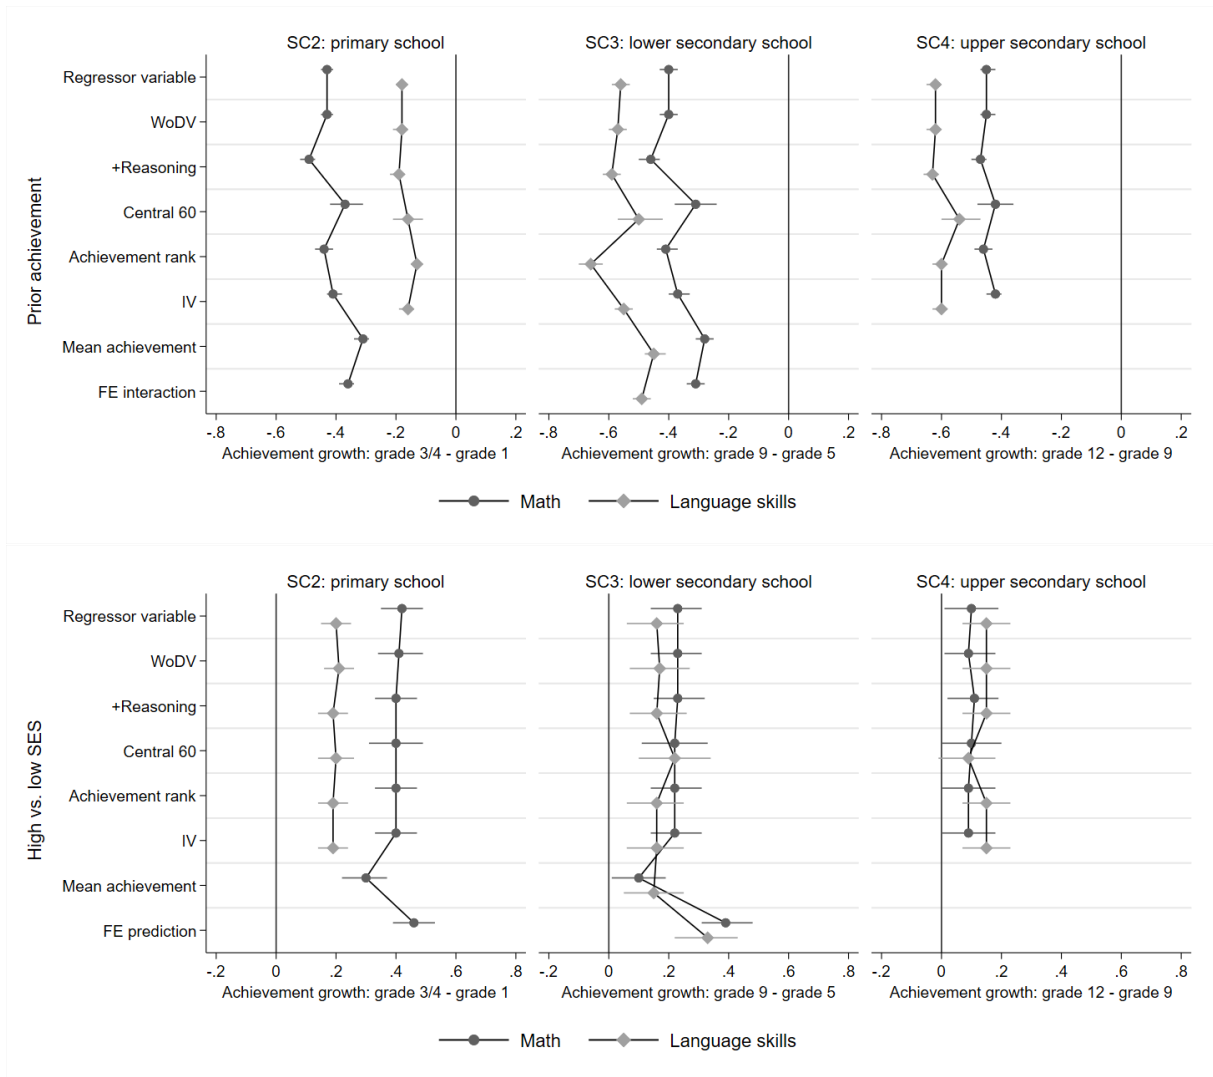 SC2: primary school
SC3: lower secondary school
SC4: upper secondary school
Prior achievement
Regressor variable
WoDV
+Reasoning
Central 60
Achievement rank
IV
Mean achievement
FE interaction
-.8 -.6 -.4 -.2 0 .2
-.8 -.6 -.4 -.2 0 .2
-.8 -.6 -.4 -.2 0 .2
Achievement growth: grade 3/4 - grade 1
Achievement growth: grade 9 - grade 5
Achievement growth: grade 12 - grade 9
Math
Language skills
SC2: primary school
SC3: lower secondary school
SC4: upper secondary school
High vs. low SES
Regressor variable
WoDV
+Reasoning
Central 60
Achievement rank
IV
Mean achievement
FE prediction
-.2 0 .2 .4 .6 .8
-.2 0 .2 .4 .6 .8
-.2 0 .2 .4 .6 .8
Achievement growth: grade 3/4 - grade 1
Achievement growth: grade 9 - grade 5
Achievement growth: grade 12 - grade 9
Math
Language skills